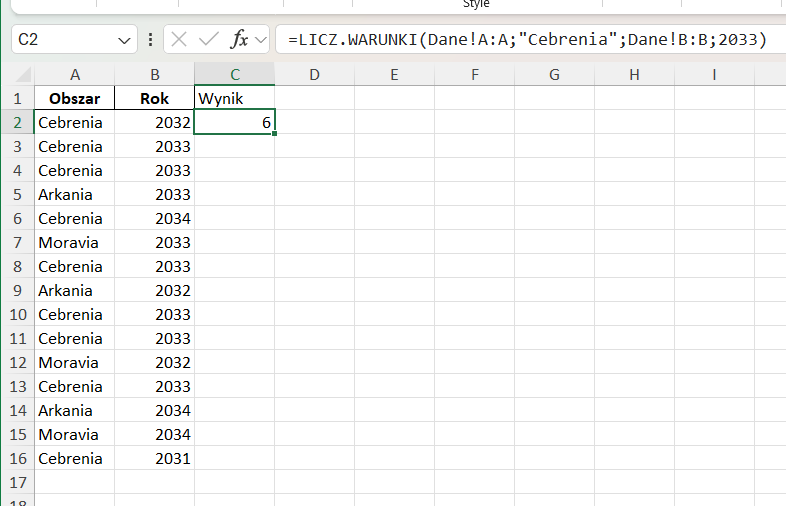 Style
C2 fx =LICZ.WARUNKI(Dane!A:A;"Cebrenia";Dane!B:B;2033)
A B C D E F G H I
1 Obszar Rok Wynik
2 Cebrenia 2032 6
3 Cebrenia 2033
4 Cebrenia 2033
5 Arkania 2033
6 Cebrenia 2034
7 Moravia 2033
8 Cebrenia 2033
9 Arkania 2032
10 Cebrenia 2033
11 Cebrenia 2033
12 Moravia 2032
13 Cebrenia 2033
14 Arkania 2034
15 Moravia 2034
16 Cebrenia 2031
17
18